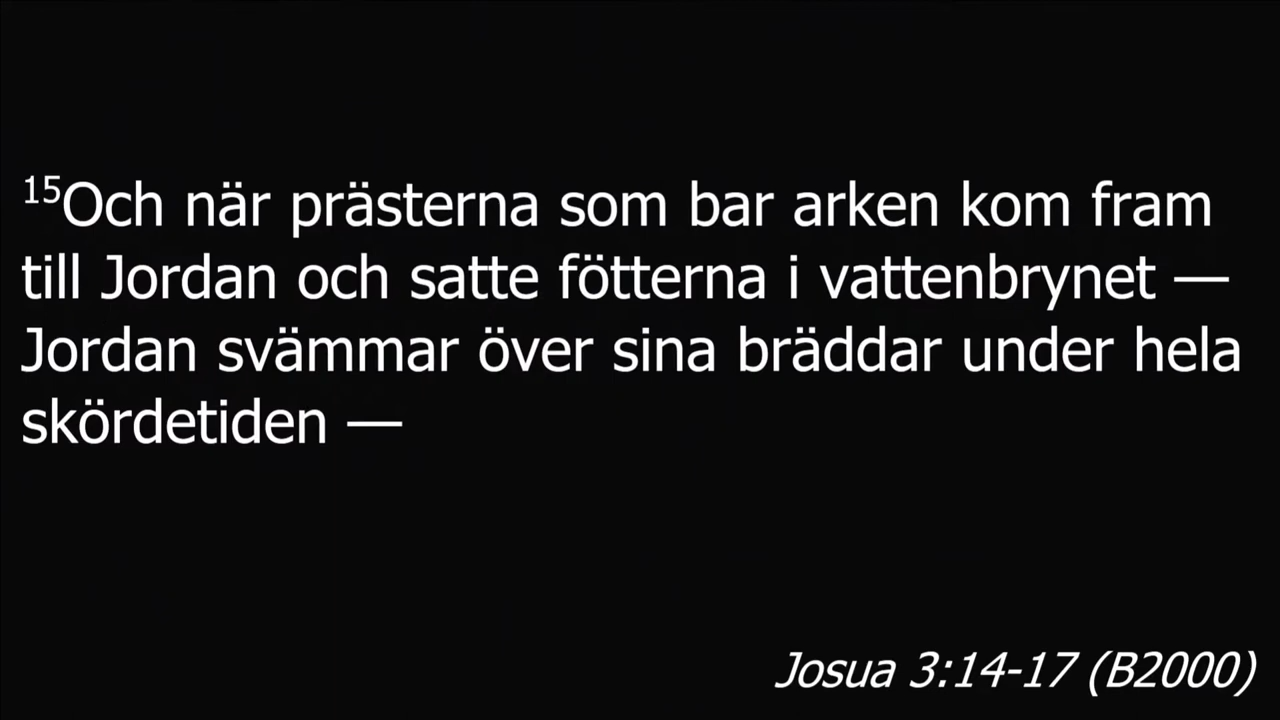 15Och när prästerna som bar arken kom fram
till Jordan och satte fötterna i vattenbrynet —
Jordan svämmar över sina bräddar under hela
skördetiden —
Josua 3:14-17 (B2000)